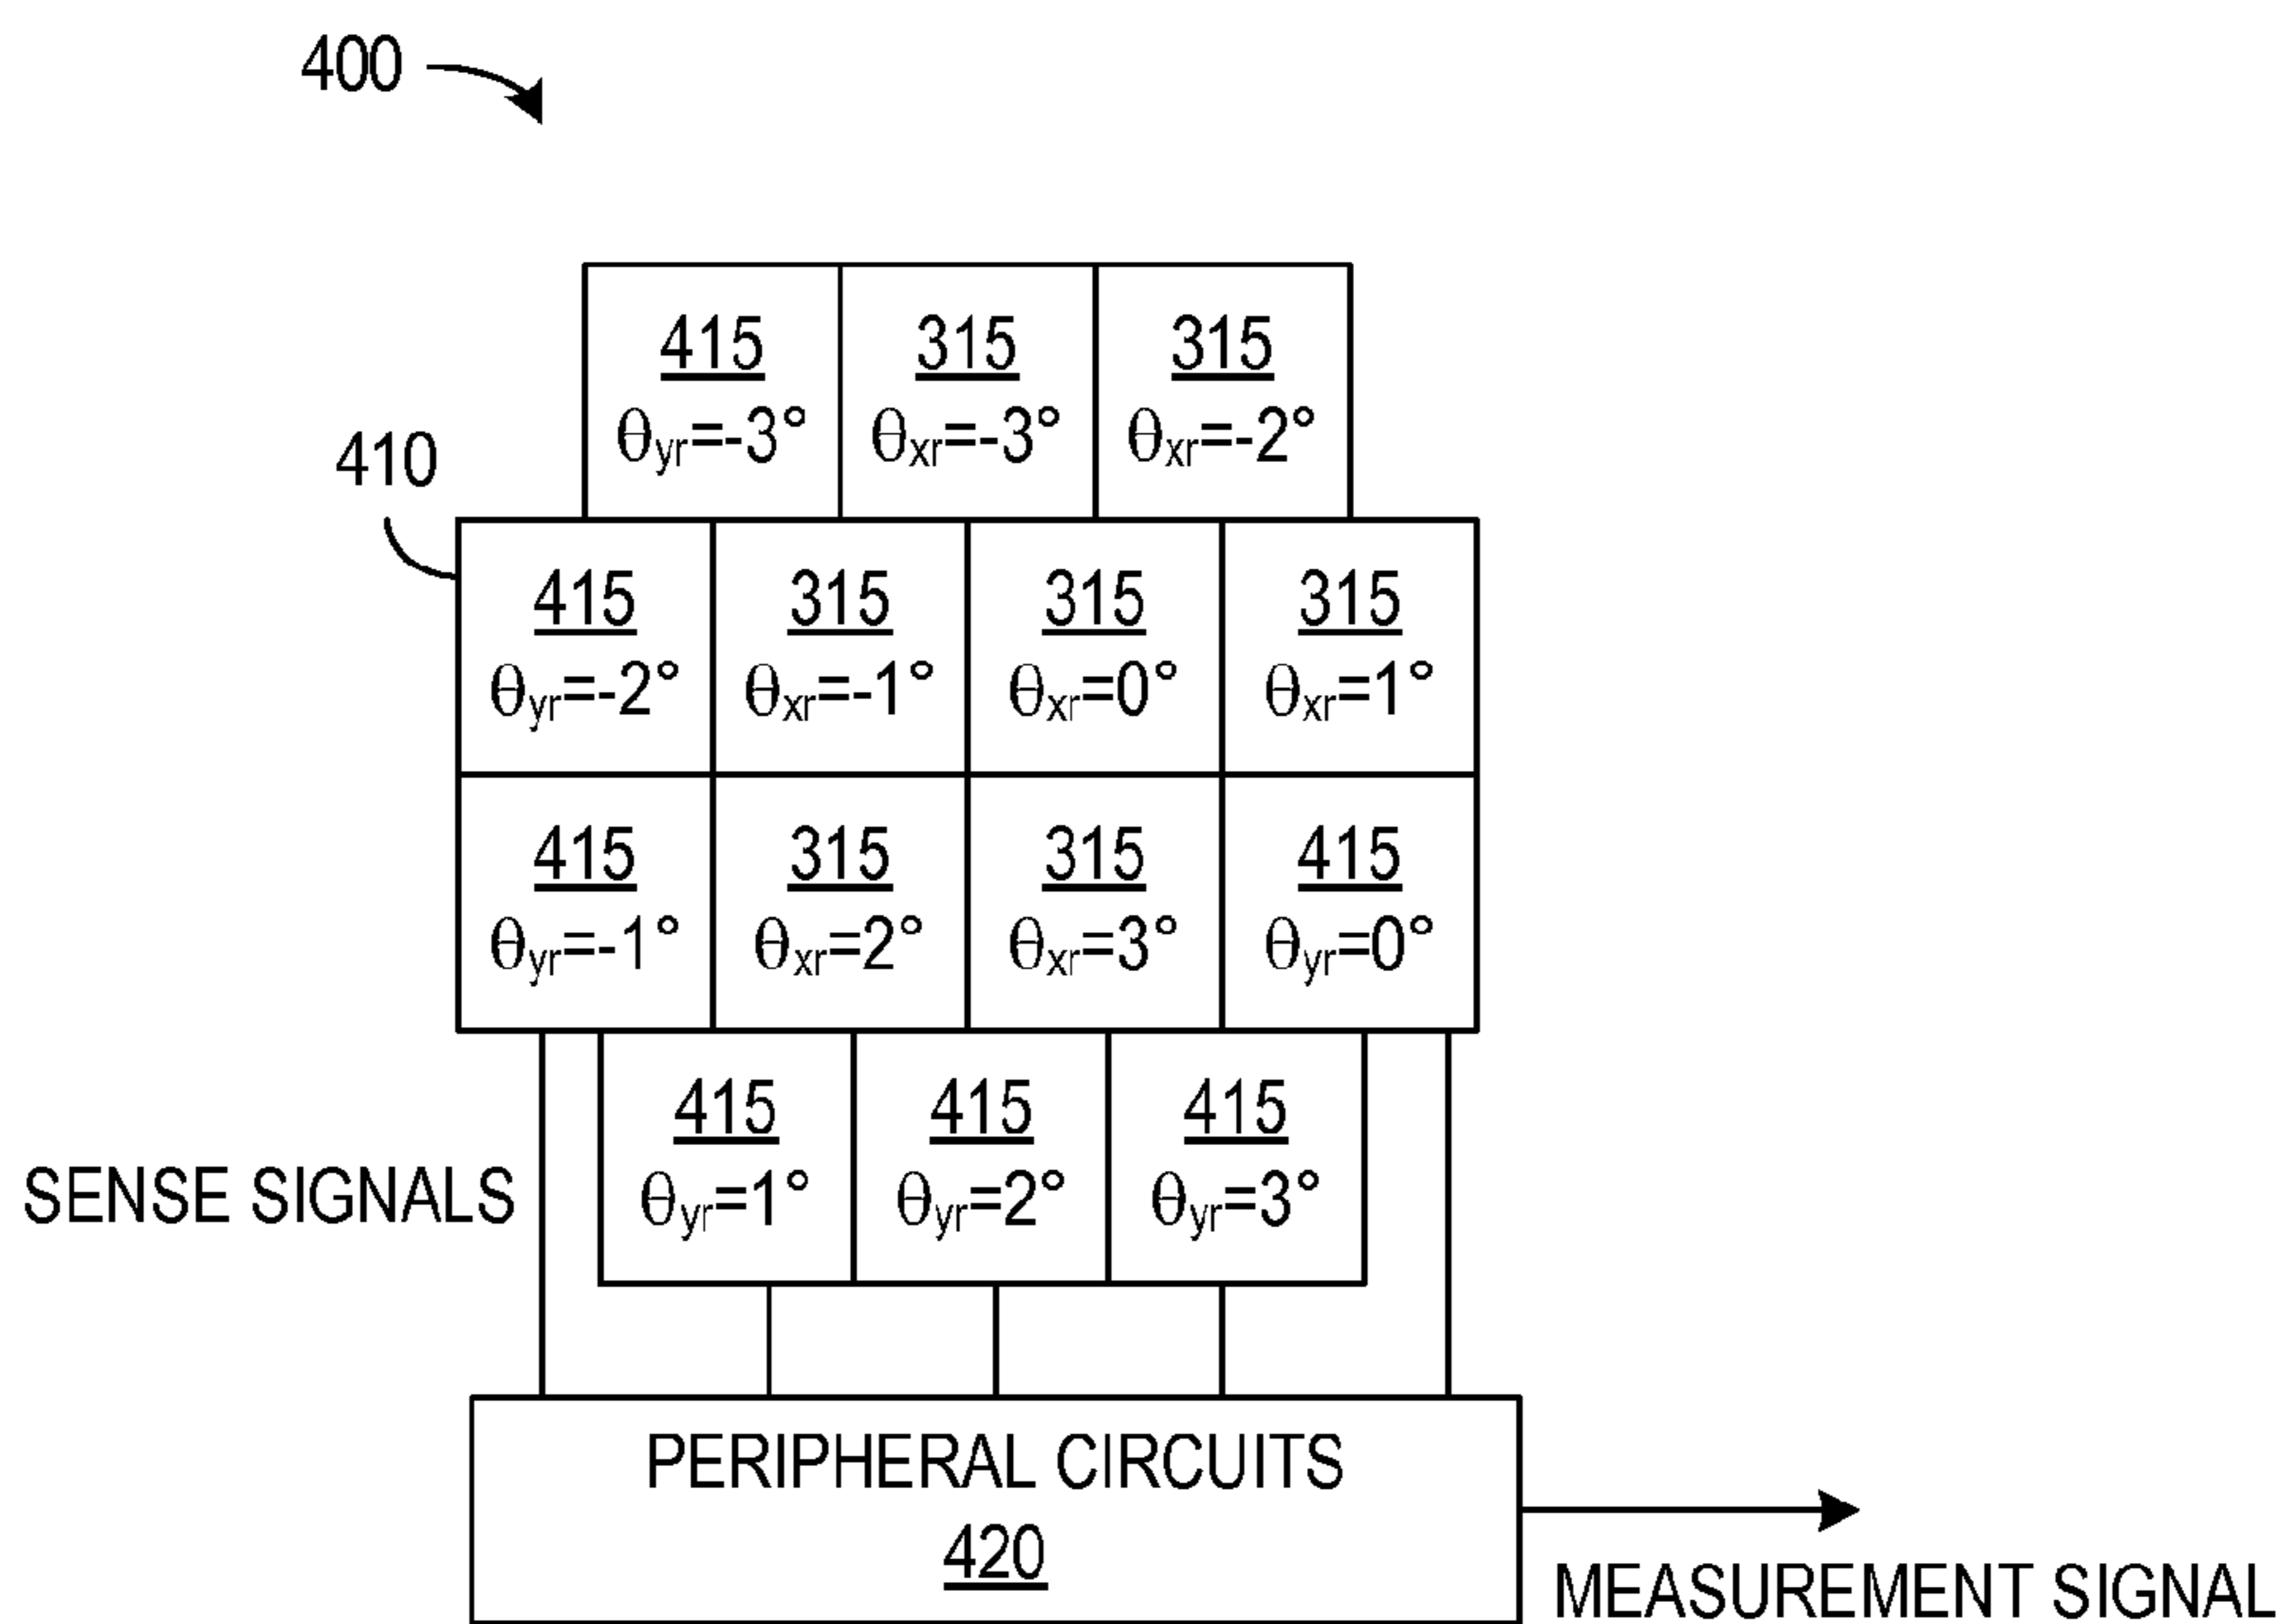 400
415 315 315
θyr=-3° θxr=-3° θxr=-2°
410
415 315 315 315
θyr=-2° θxr=-1° θxr=0° θxr=1°
415 315 315 415
θyr=-1° θxr=2° θxr=3° θyr=0°
415 415 415
SENSE SIGNALS
θyr=1° θyr=2° θyr=3°
PERIPHERAL CIRCUITS
420
MEASUREMENT SIGNAL